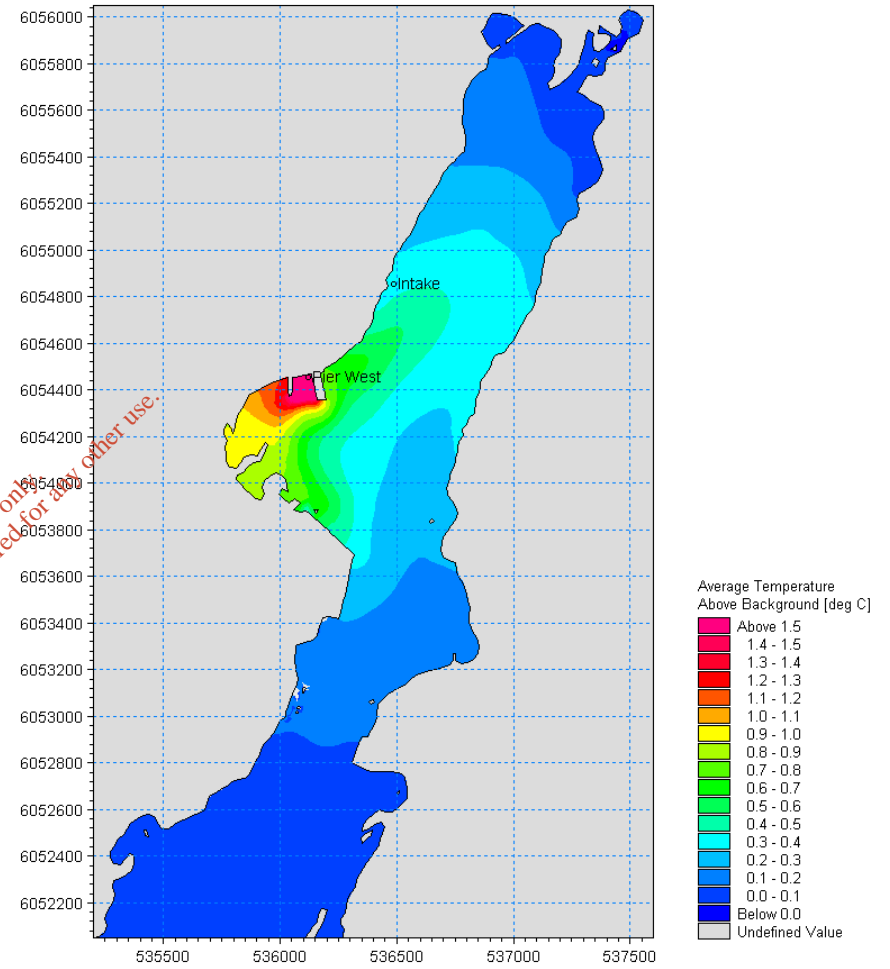 6056000
6055800
6055600
6055400
6055200
6055000
6054800
6054600
6054400
6054200
6054000
6053800
6053600
6053400
6053200
6053000
6052800
6052600
6052400
6052200
535500 536000 536500 537000 537500
Intake
Pier West
only.
for any other use.
Average Temperature
Above Background [deg C]
Above 1.5
1.4 - 1.5
1.3 - 1.4
1.2 - 1.3
1.1 - 1.2
1.0 - 1.1
0.9 - 1.0
0.8 - 0.9
0.7 - 0.8
0.6 - 0.7
0.5 - 0.6
0.4 - 0.5
0.3 - 0.4
0.2 - 0.3
0.1 - 0.2
0.0 - 0.1
Below 0.0
Undefined Value